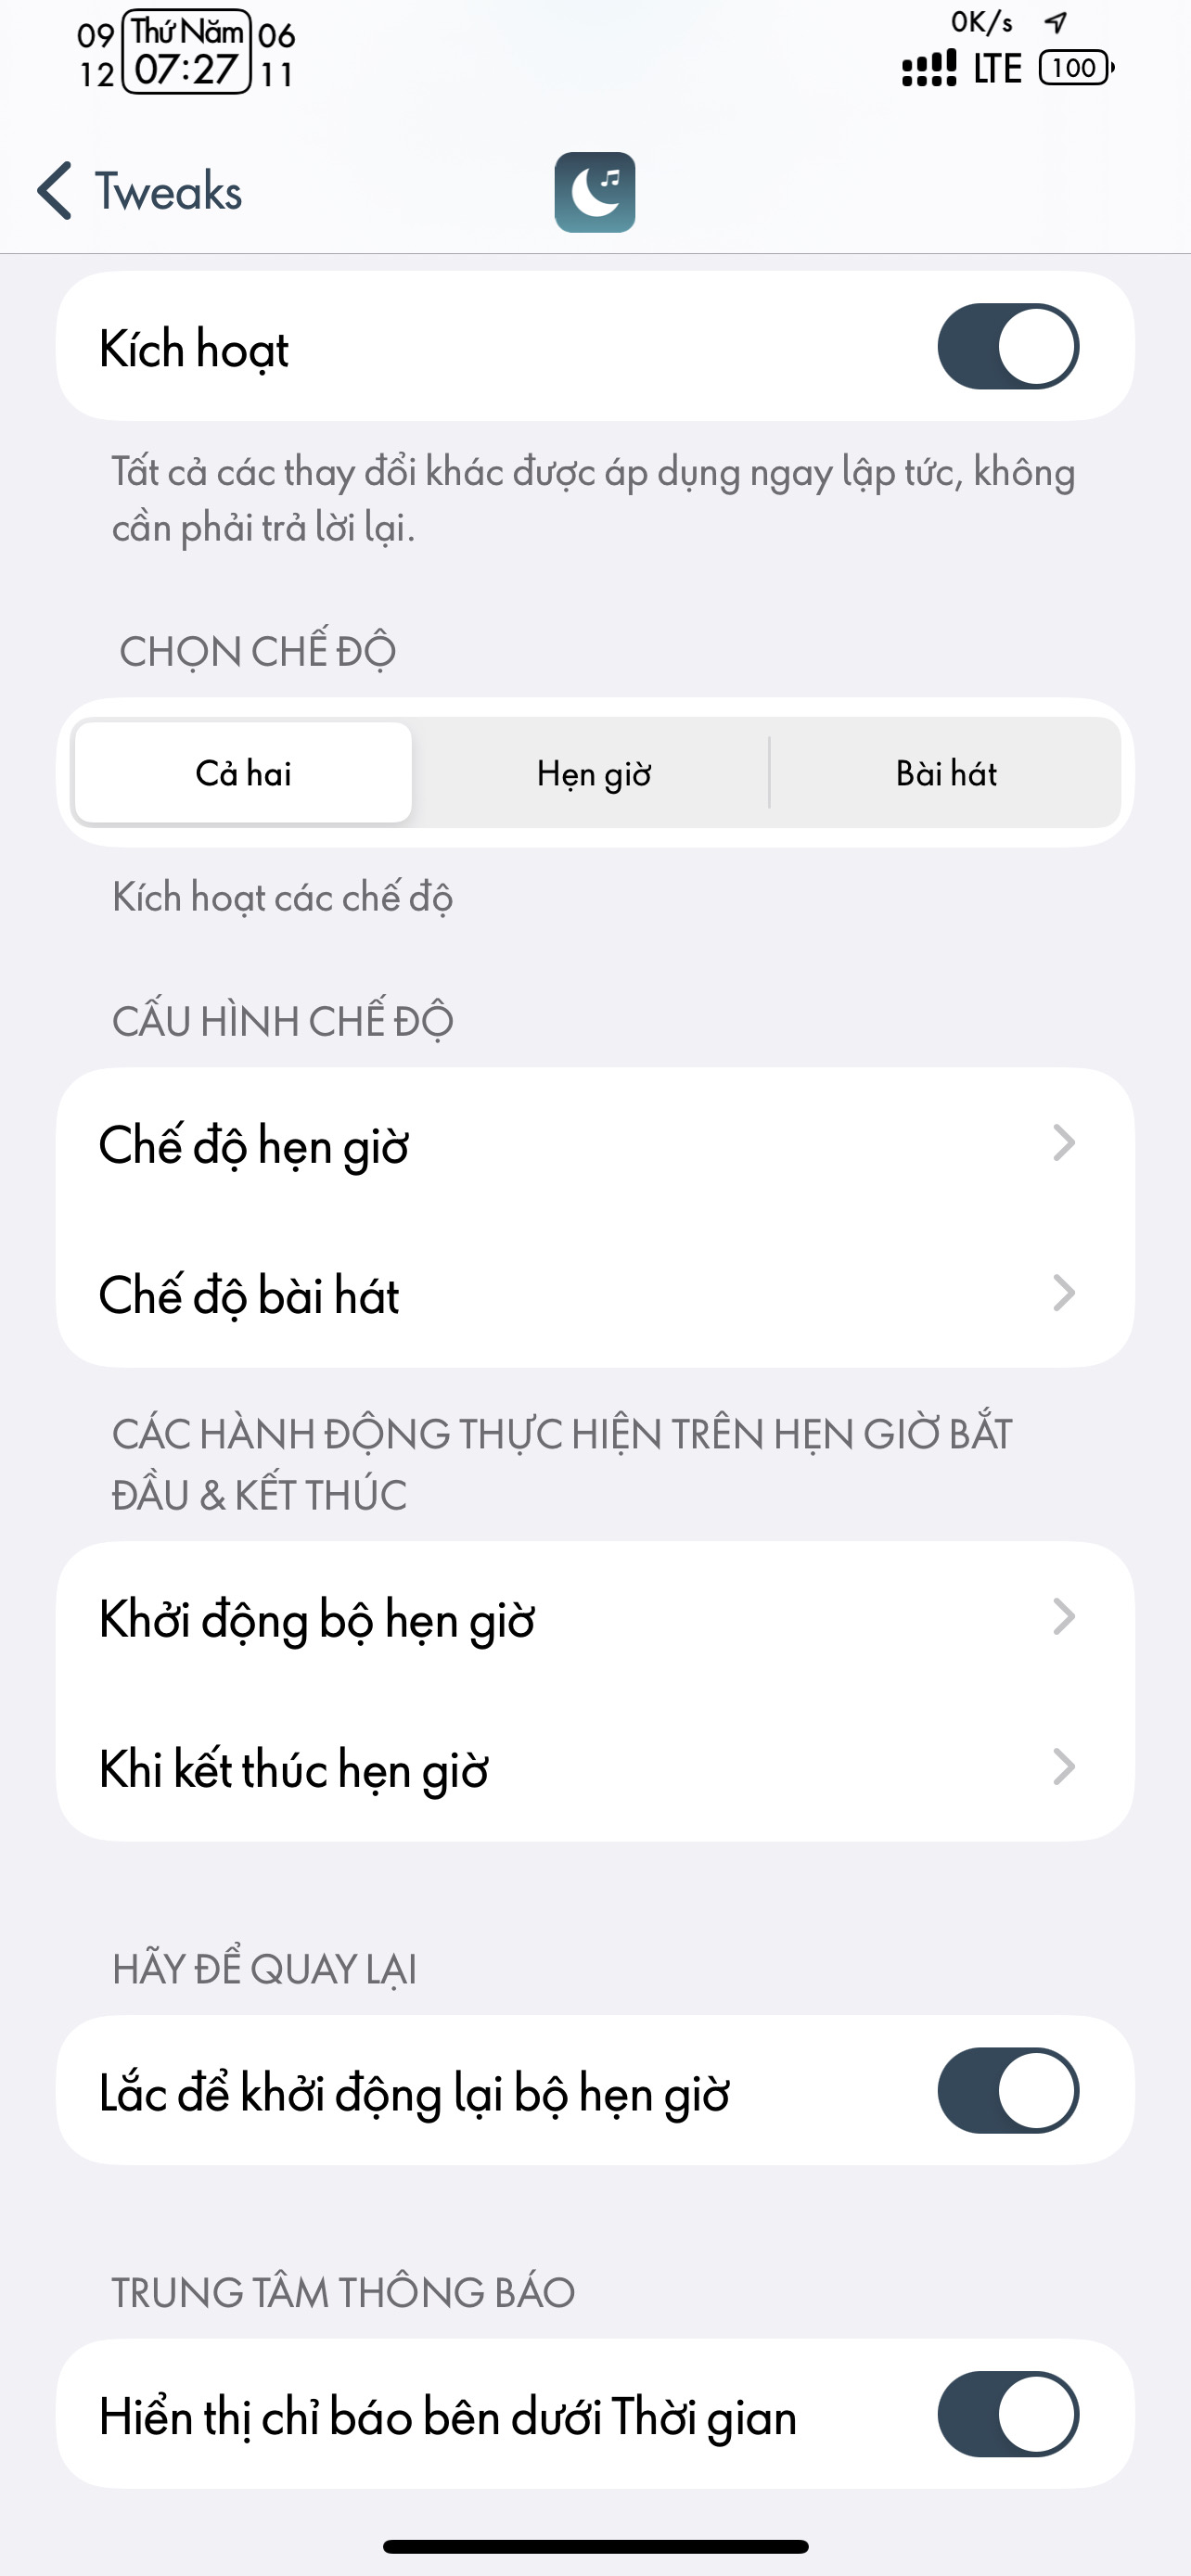 09 Thứ Năm 06
12 07:27 11
0K/s
LTE 100
Tweaks
Kích hoạt
Tất cả các thay đổi khác được áp dụng ngay lập tức, không
cần phải trả lời lại.
CHỌN CHẾ ĐỘ
Cả hai Hẹn giờ Bài hát
Kích hoạt các chế độ
CẤU HÌNH CHẾ ĐỘ
Chế độ hẹn giờ
Chế độ bài hát
CÁC HÀNH ĐỘNG THỰC HIỆN TRÊN HẸN GIỜ BẮT
ĐẦU & KẾT THÚC
Khởi động bộ hẹn giờ
Khi kết thúc hẹn giờ
HÃY ĐỂ QUAY LẠI
Lắc để khởi động lại bộ hẹn giờ
TRUNG TÂM THÔNG BÁO
Hiển thị chỉ báo bên dưới Thời gian